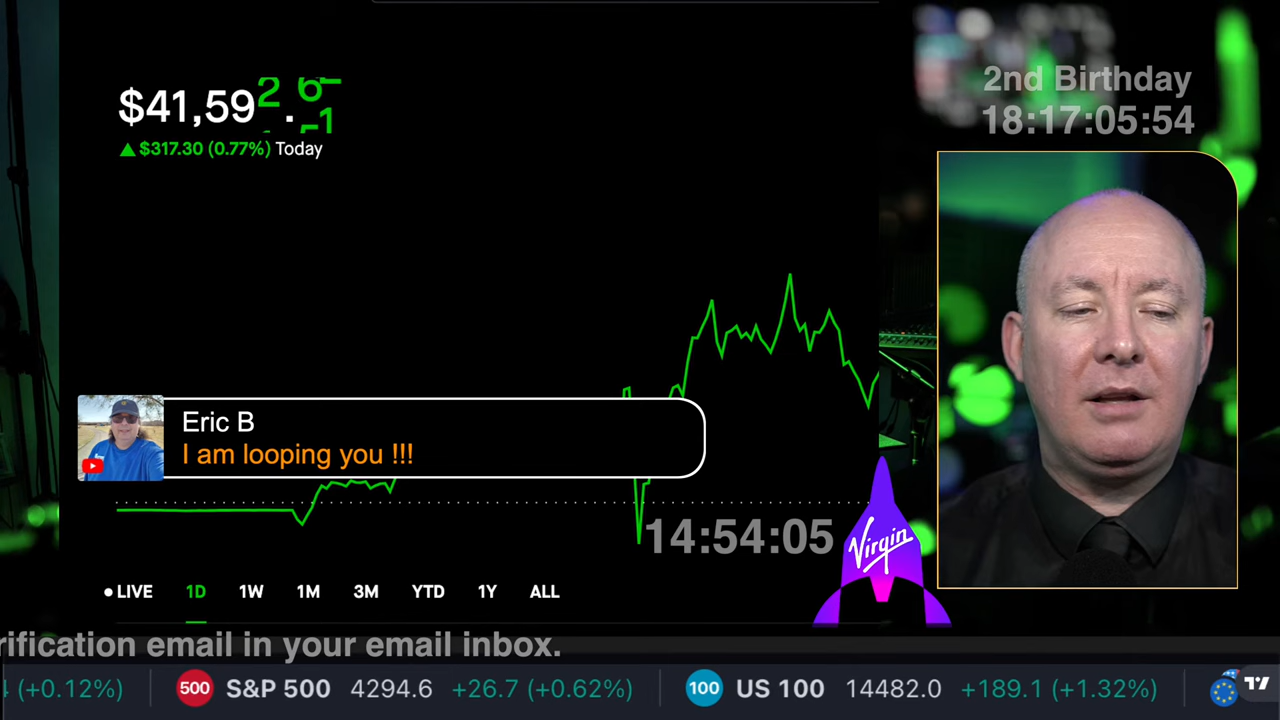 $41,59
$317.30 (0.77%) Today
2nd Birthday
18:17:05:54
Eric B
I am looping you !!!
14:54:05
Virgin
LIVE 1D 1W 1M 3M YTD 1Y ALL
rification email in your email inbox.
(+0.12%) 500 S&P 500 4294.6 +26.7 (+0.62%) 100 US 100 14482.0 +189.1 (+1.32%)